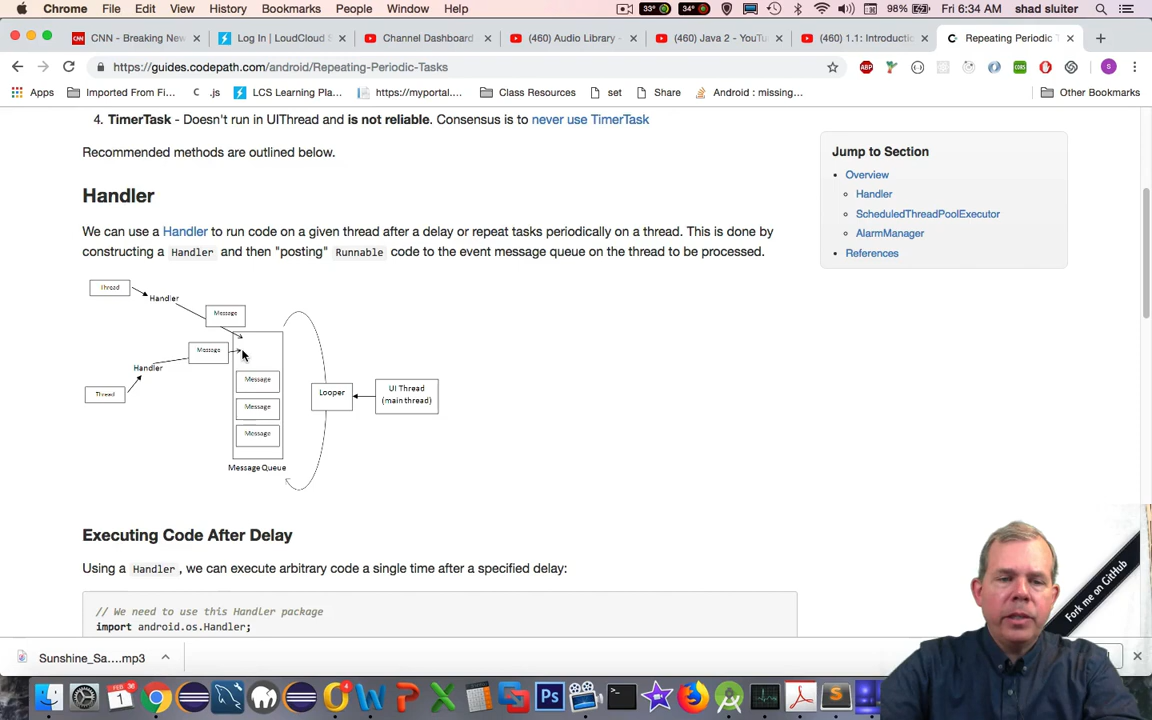 Chrome File Edit View History Bookmarks People Window Help 33° 34° 98% Fri 6:34 AM shad sluiter
CNN - Breaking New × Log In | LoudCloud S × Channel Dashboard × (460) Audio Library - × (460) Java 2 - YouTu × (460) 1.1: Introductio × Repeating Periodic T ×
https://guides.codepath.com/android/Repeating-Periodic-Tasks
Apps Imported From Fi... .js LCS Learning Pla... https://myportal.... Class Resources set Share Android : missing... Other Bookmarks
4. TimerTask - Doesn't run in UIThread and is not reliable. Consensus is to never use TimerTask
Recommended methods are outlined below.
Jump to Section
Overview
Handler
ScheduledThreadPoolExecutor
AlarmManager
References
Handler
We can use a Handler to run code on a given thread after a delay or repeat tasks periodically on a thread. This is done by
constructing a Handler and then "posting" Runnable code to the event message queue on the thread to be processed.
Thread
Handler
Message
Message
Handler
Thread
Message
Message
Message
Message Queue
Looper
UI Thread
(main thread)
Executing Code After Delay
Using a Handler , we can execute arbitrary code a single time after a specified delay:
// We need to use this Handler package
import android.os.Handler;
Fork me on GitHub
Sunshine_Sa....mp3